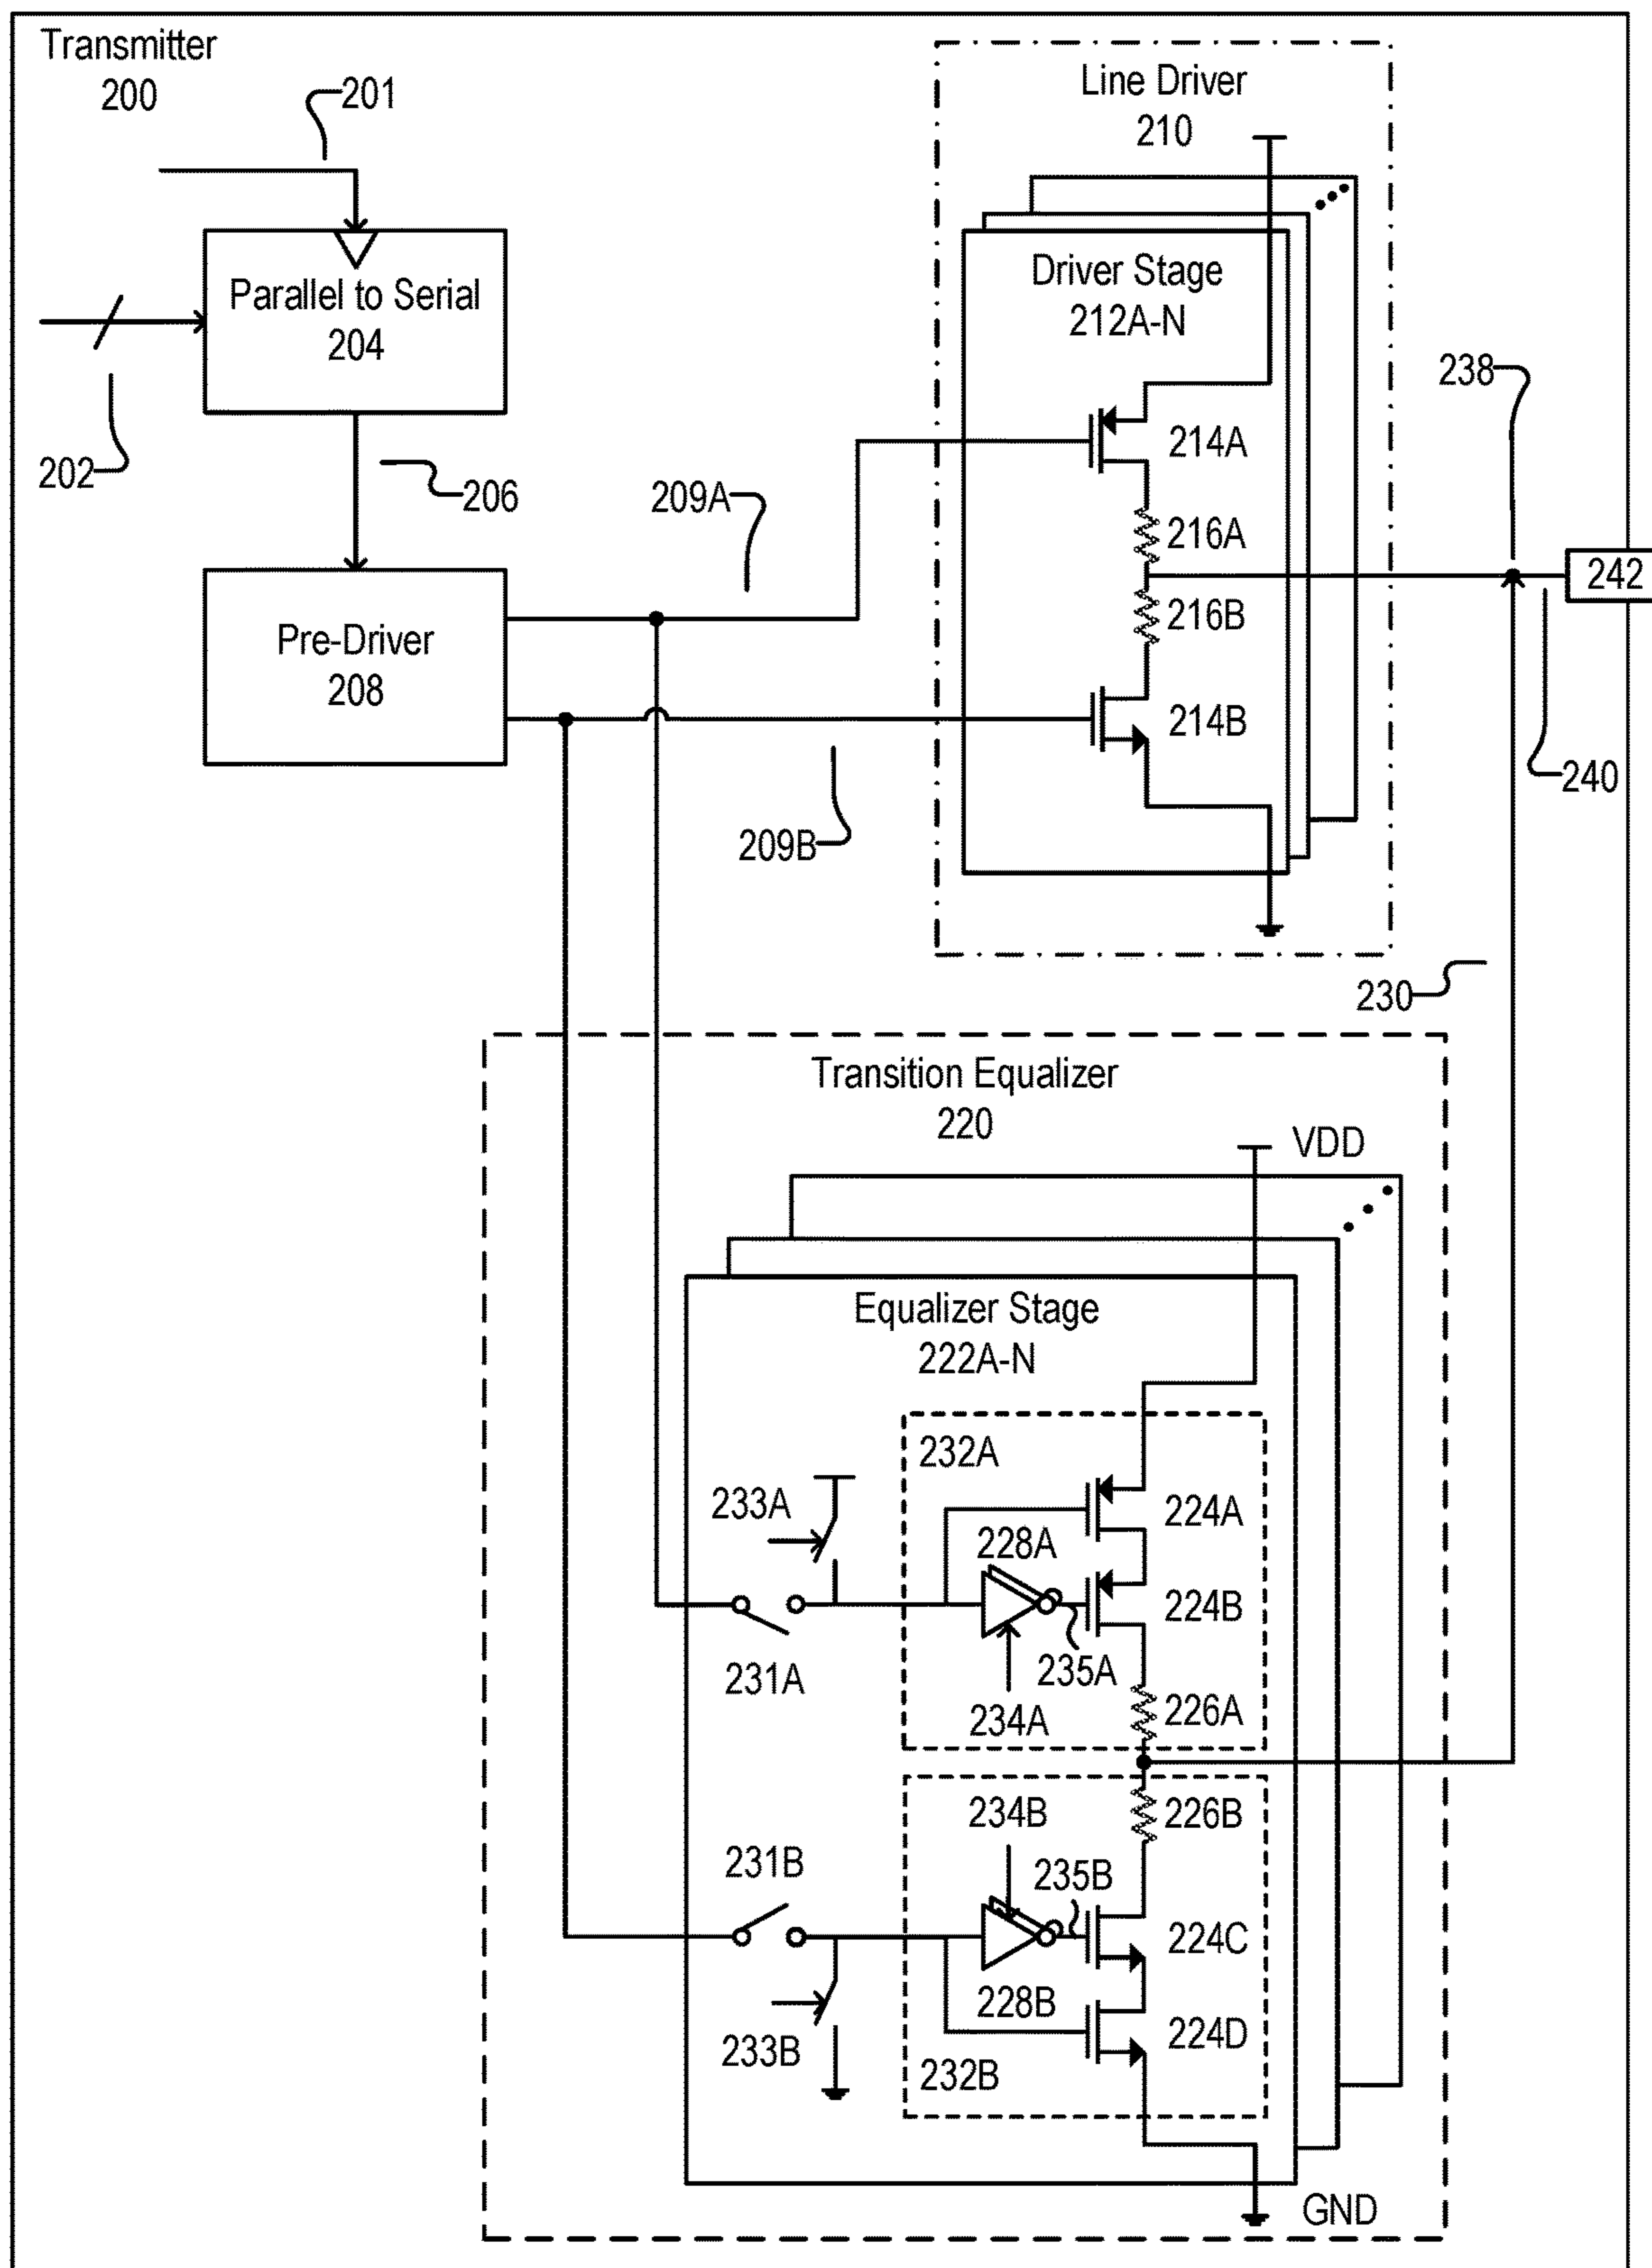 Transmitter
200
201
Line Driver
210
Parallel to Serial
204
202
206
Driver Stage
212A-N
214A
216A
216B
214B
238
242
240
209A
Pre-Driver
208
209B
230
Transition Equalizer
220
VDD
Equalizer Stage
222A-N
232A
233A
224A
228A
224B
231A
235A
234A
226A
234B
226B
231B
235B
224C
228B
233B
224D
232B
GND